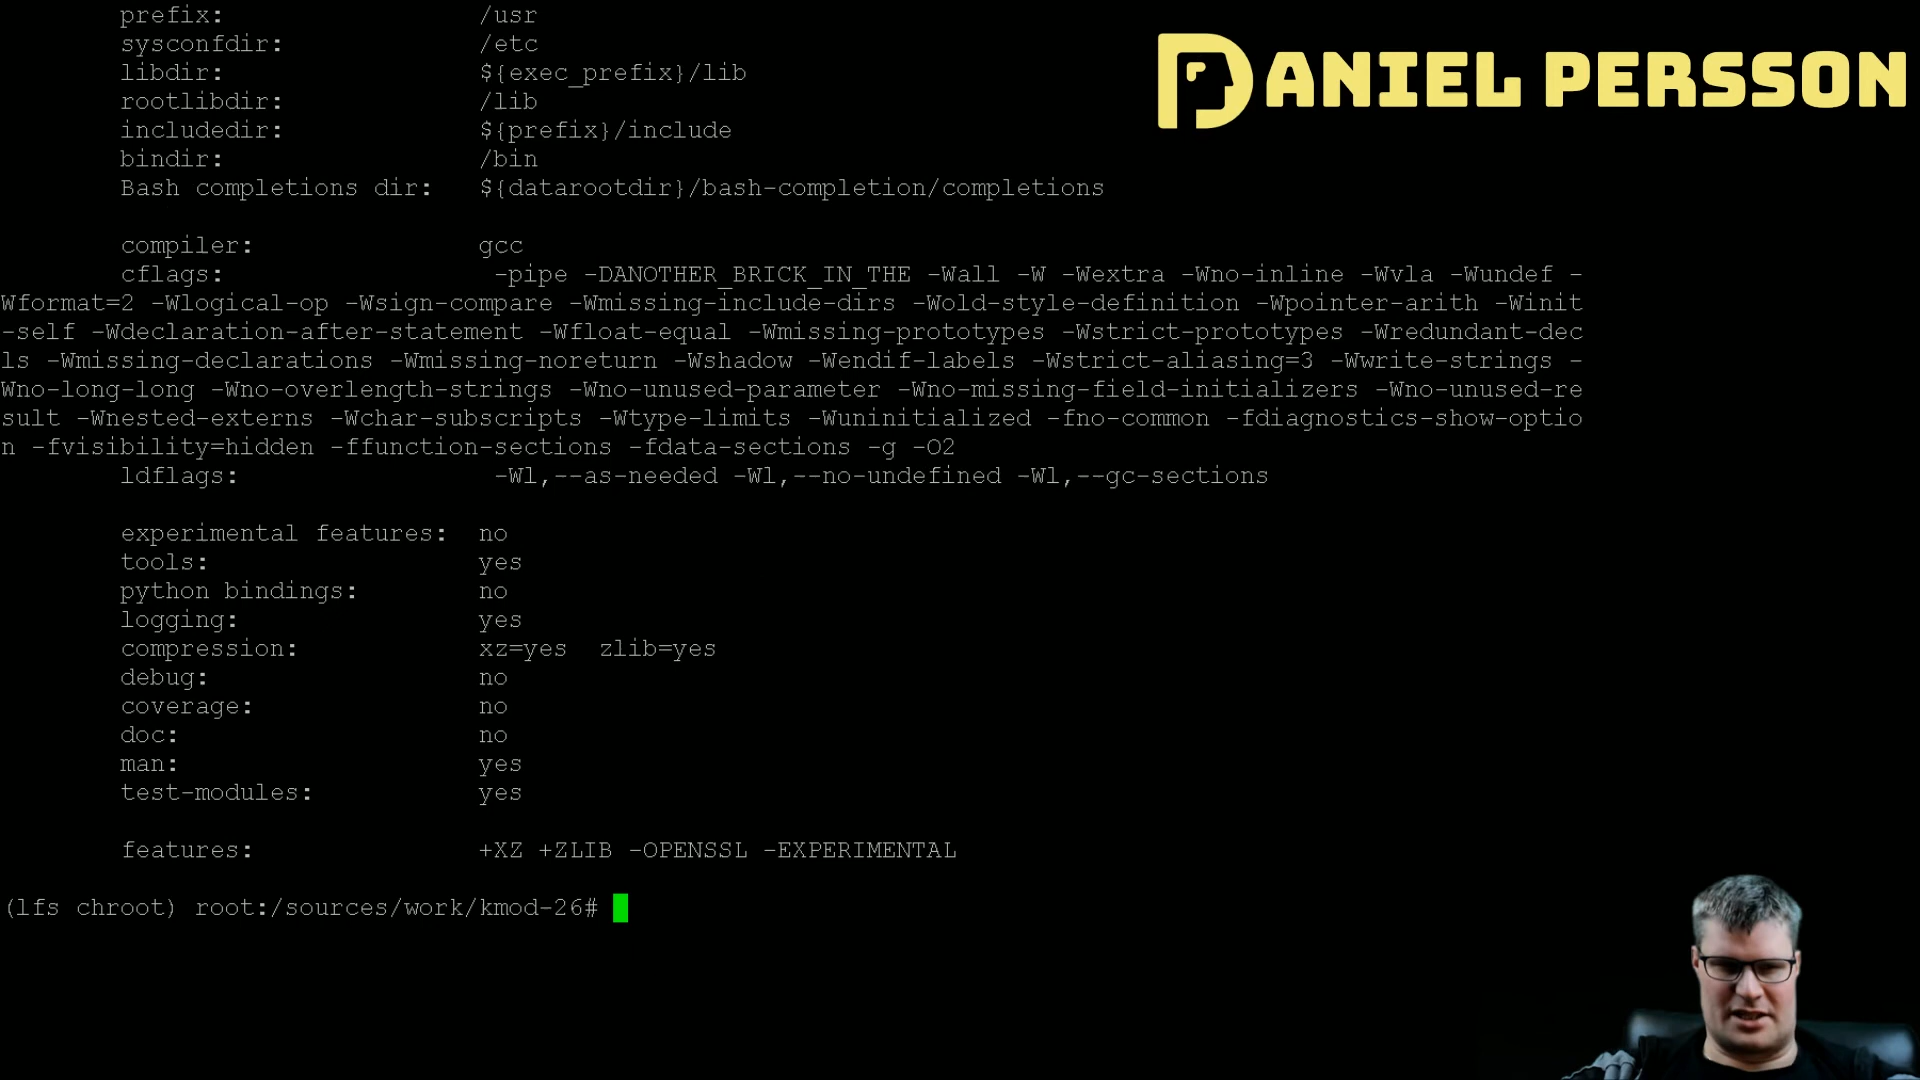 prefix: /usr
DANIEL PERSSON
sysconfdir: /etc
libdir: ${exec_prefix}/lib
rootlibdir: /lib
includedir: ${prefix}/include
bindir: /bin
Bash completions dir: ${datarootdir}/bash-completion/completions
compiler: gcc
cflags: -pipe -DANOTHER_BRICK_IN_THE -Wall -W -Wextra -Wno-inline -Wvla -Wundef -
Wformat=2 -Wlogical-op -Wsign-compare -Wmissing-include-dirs -Wold-style-definition -Wpointer-arith -Winit
-self -Wdeclaration-after-statement -Wfloat-equal -Wmissing-prototypes -Wstrict-prototypes -Wredundant-dec
ls -Wmissing-declarations -Wmissing-noreturn -Wshadow -Wendif-labels -Wstrict-aliasing=3 -Wwrite-strings -
Wno-long-long -Wno-overlength-strings -Wno-unused-parameter -Wno-missing-field-initializers -Wno-unused-re
sult -Wnested-externs -Wchar-subscripts -Wtype-limits -Wuninitialized -fno-common -fdiagnostics-show-optio
n -fvisibility=hidden -ffunction-sections -fdata-sections -g -O2
ldflags: -Wl,--as-needed -Wl,--no-undefined -Wl,--gc-sections
experimental features: no
tools: yes
python bindings: no
logging: yes
compression: xz=yes zlib=yes
debug: no
coverage: no
doc: no
man: yes
test-modules: yes
features: +XZ +ZLIB -OPENSSL -EXPERIMENTAL
(lfs chroot) root:/sources/work/kmod-26#